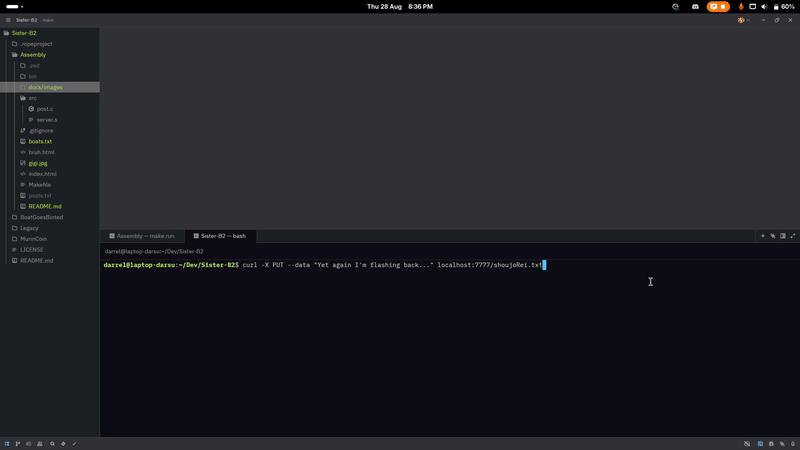 Thu 28 Aug 8:36 PM
60%
Sister-B2 main
Sister-B2
.ropeproject
Assembly
.zed
bin
docs/images
src
post.c
server.s
.gitignore
boats.txt
bruh.html
gigi.jpg
index.html
Makefile
posts.txt
README.md
BoatGoesBinted
Legacy
MurinCoin
LICENSE
README.md
Assembly — make run
Sister-B2 — bash
darrel@laptop-darsu:~/Dev/Sister-B2
darrel@laptop-darsu:~/Dev/Sister-B2$ curl -X PUT --data "Yet again I'm flashing back..." localhost:7777/shoujoRei.txt